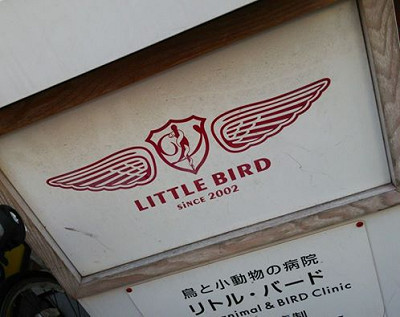 LITTLE BIRD
SiNCE 2002
鳥と小動物の病院
リトル・バード
nimal & BIRD Clinic